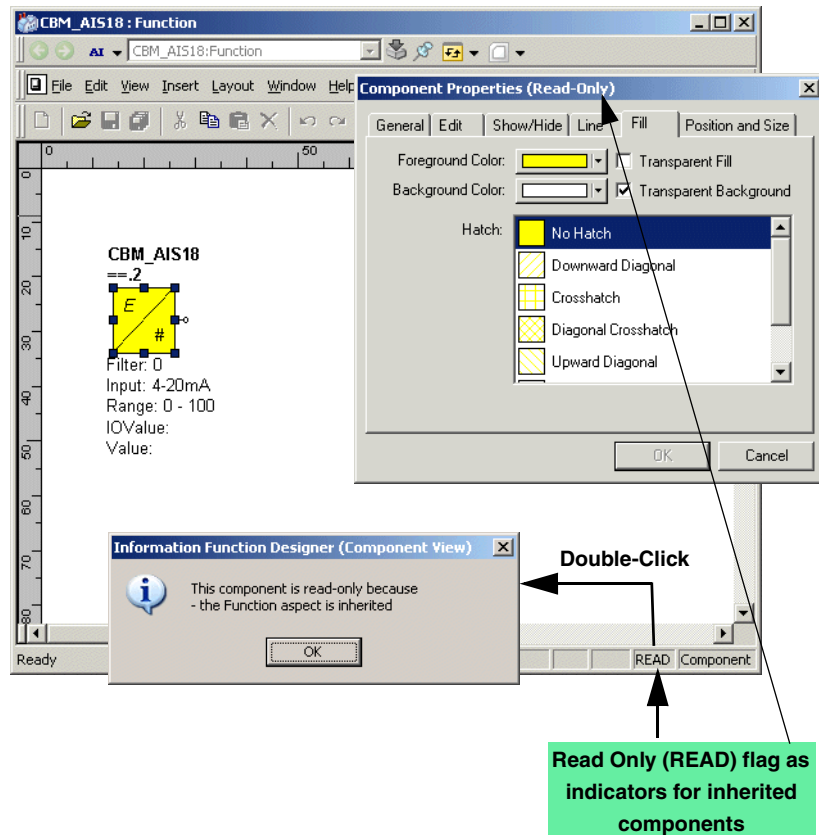 CBM_AIS18 : Function
AI CBM_AIS18:Function
File Edit View Insert Layout Window Help
Component Properties (Read-Only)
General Edit Show/Hide Line Fill Position and Size
Foreground Color: Transparent Fill
Background Color: Transparent Background
Hatch: No Hatch
Downward Diagonal
Crosshatch
Diagonal Crosshatch
Upward Diagonal
OK Cancel
0 50
0
10
20
30
40
50
60
70
80
CBM_AIS18
==.2
E
#
Filter: 0
Input: 4-20mA
Range: 0 - 100
IOValue:
Value:
Information Function Designer (Component View)
This component is read-only because
- the Function aspect is inherited
OK
Double-Click
Ready READ Component
Read Only (READ) flag as
indicators for inherited
components